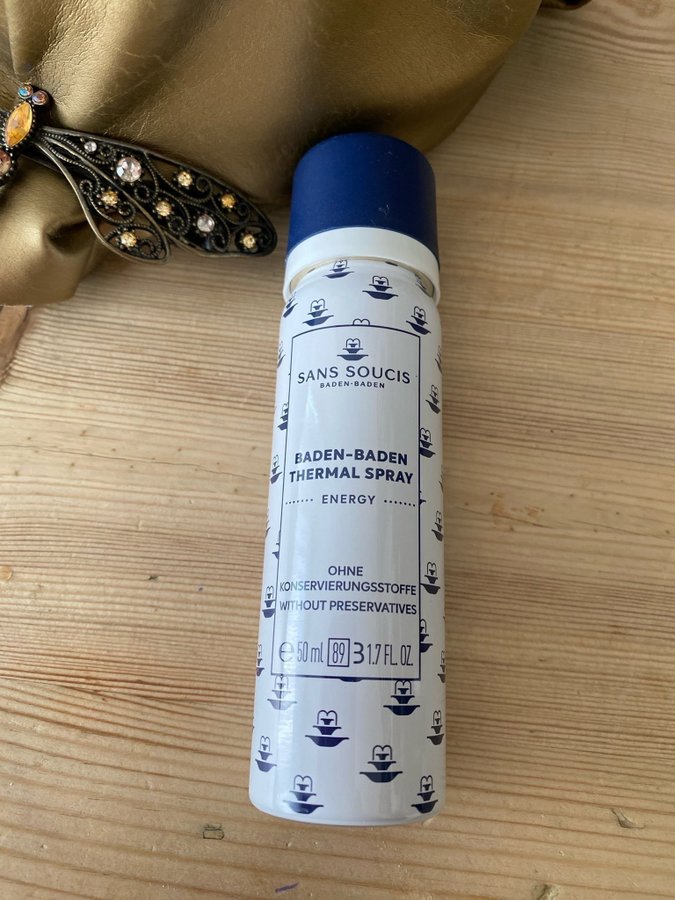 SANS SOUCIS
BADEN-BADEN
BADEN-BADEN
THERMAL SPRAY
ENERGY
OHNE
KONSERVIERUNGSSTOFFE
WITHOUT PRESERVATIVES
℮ 50 ml 89 3 1.7 FL. OZ.